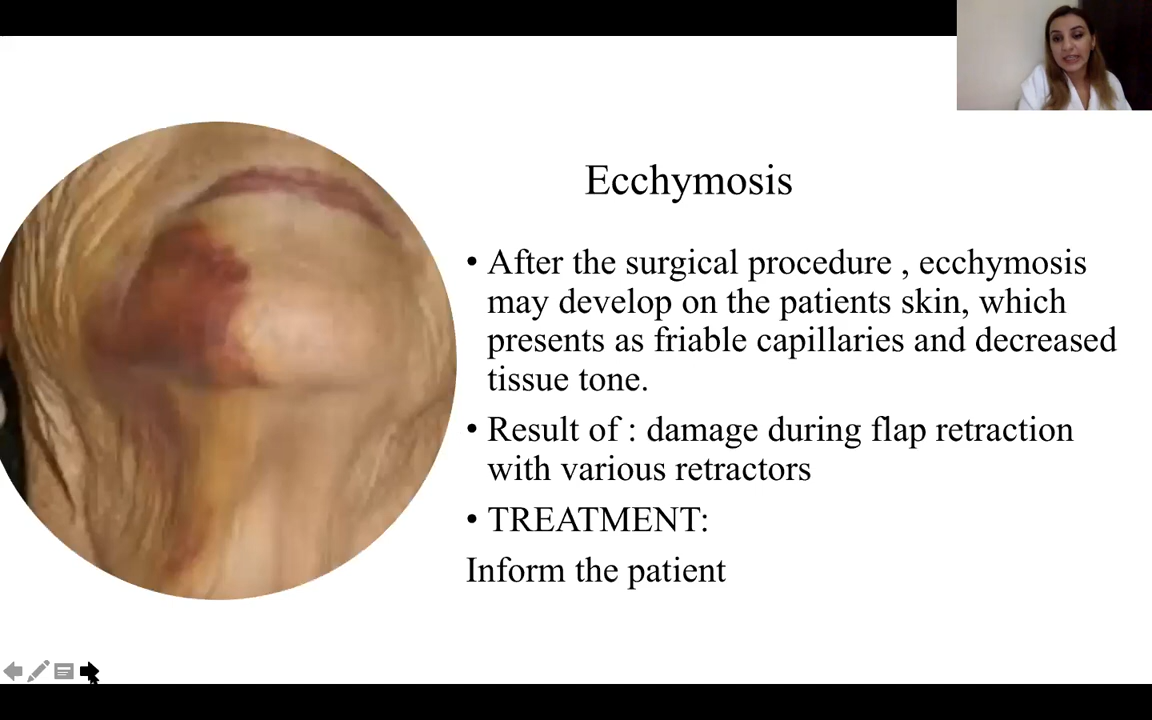 Ecchymosis
• After the surgical procedure , ecchymosis
may develop on the patients skin, which
presents as friable capillaries and decreased
tissue tone.
• Result of : damage during flap retraction
with various retractors
• TREATMENT:
Inform the patient